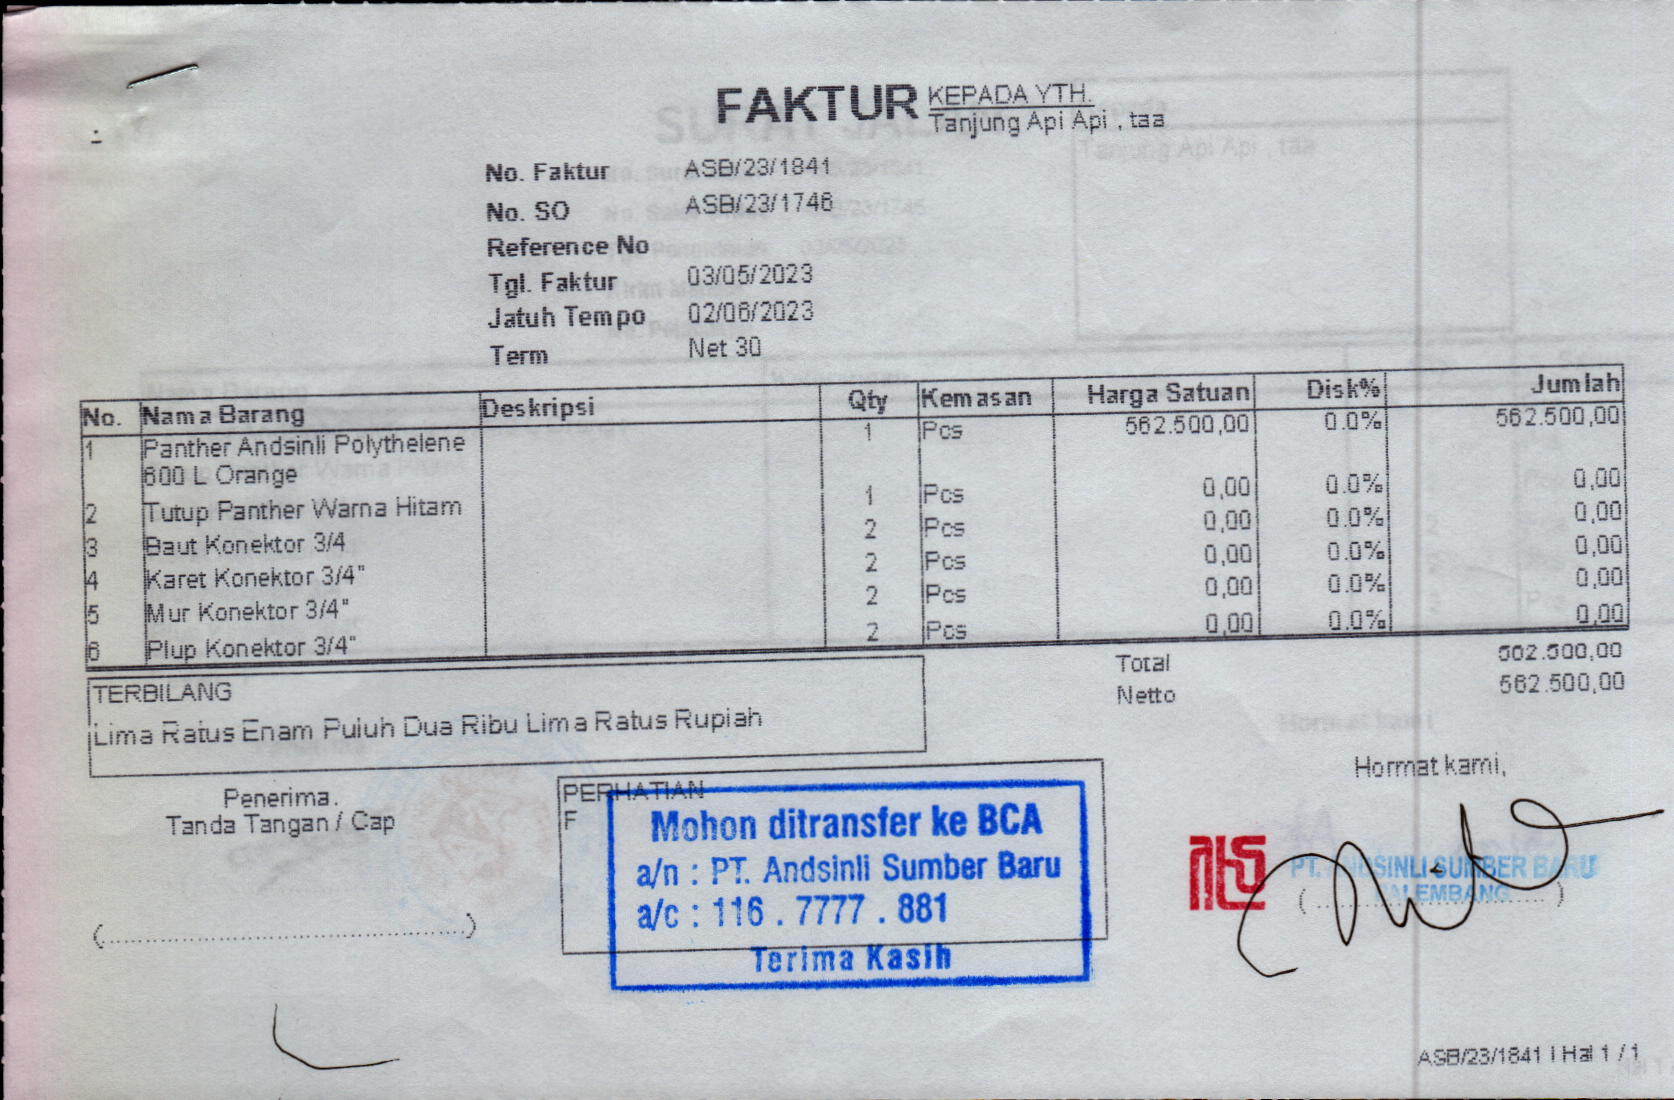 FAKTUR
KEPADA YTH.
Tanjung Api Api , taa
No. Faktur ASB/23/1841
No. SO ASB/23/1746
Reference No
Tgl. Faktur 03/05/2023
Jatuh Tempo 02/06/2023
Term Net 30
No. Nama Barang Deskripsi Qty Kemasan Harga Satuan Disk% Jumlah
1 Panther Andsinli Polythelene 1 Pcs 562.500,00 0.0% 562.500,00
600 L Orange
2 Tutup Panther Warna Hitam 1 Pcs 0,00 0.0% 0,00
3 Baut Konektor 3/4 2 Pcs 0,00 0.0% 0,00
4 Karet Konektor 3/4" 2 Pcs 0,00 0.0% 0,00
5 Mur Konektor 3/4" 2 Pcs 0,00 0.0% 0,00
6 Plup Konektor 3/4" 2 Pcs 0,00 0.0% 0,00
Total 562.500,00
Netto 562.500,00
TERBILANG
Lima Ratus Enam Puluh Dua Ribu Lima Ratus Rupiah
Penerima.
Tanda Tangan / Cap
(................................................)
PERHATIAN
F
Mohon ditransfer ke BCA
a/n : PT. Andsinli Sumber Baru
a/c : 116 . 7777 . 881
Terima Kasih
Hormat kami,
PT. ANDSINLI SUMBER BARU
PALEMBANG
ASB/23/1841 | Hal 1 / 1